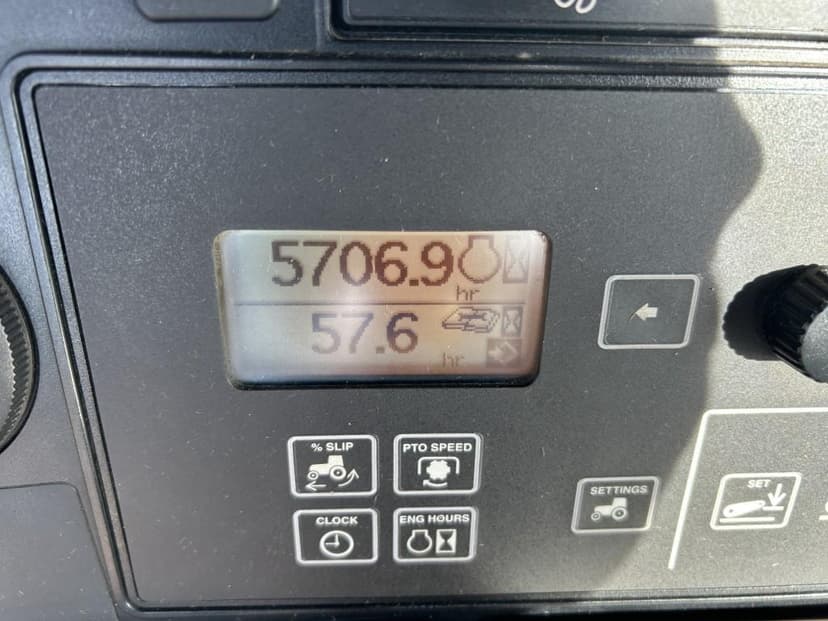 5706.9
hr
57.6
hr
% SLIP
PTO SPEED
CLOCK
ENG HOURS
SETTINGS
SET